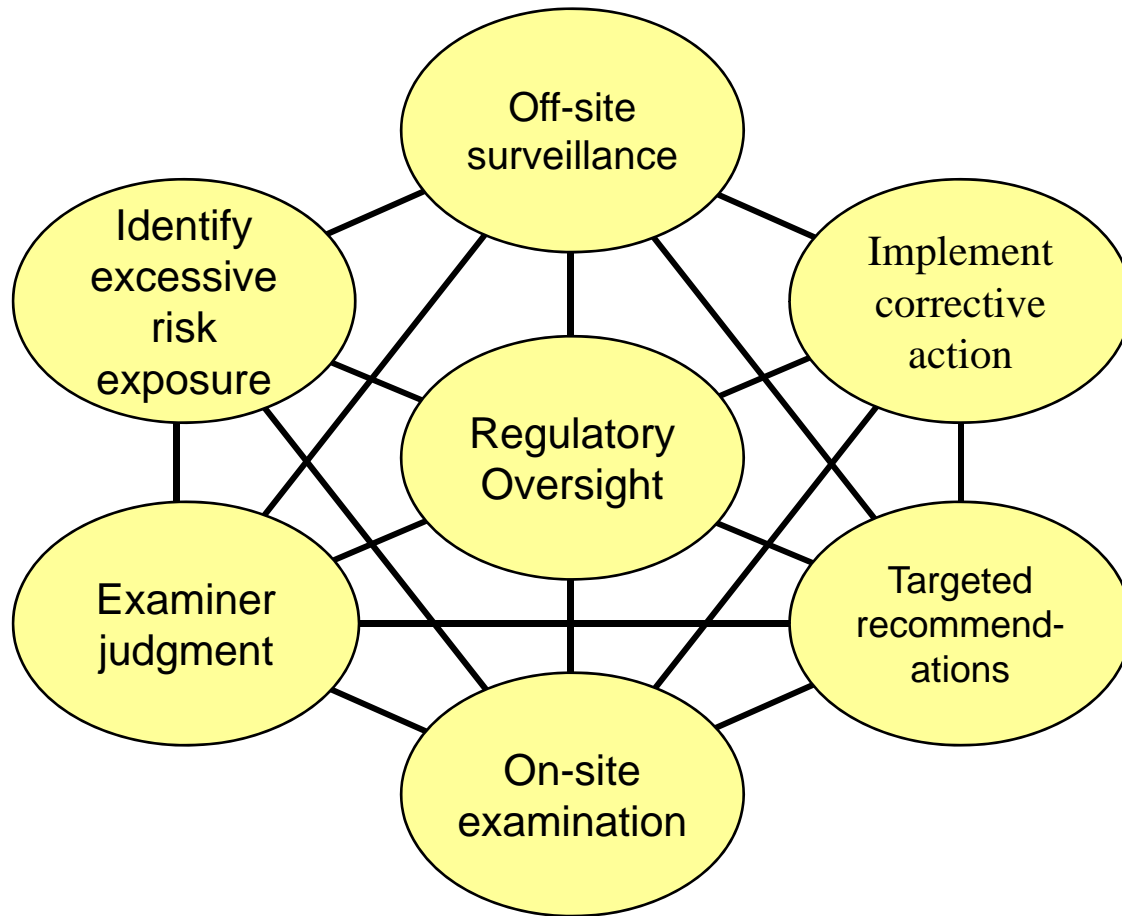 Off-site
surveillance
Identify
excessive
risk
exposure
Implement
corrective
action
Regulatory
Oversight
Examiner
judgment
Targeted
recommend-
ations
On-site
examination